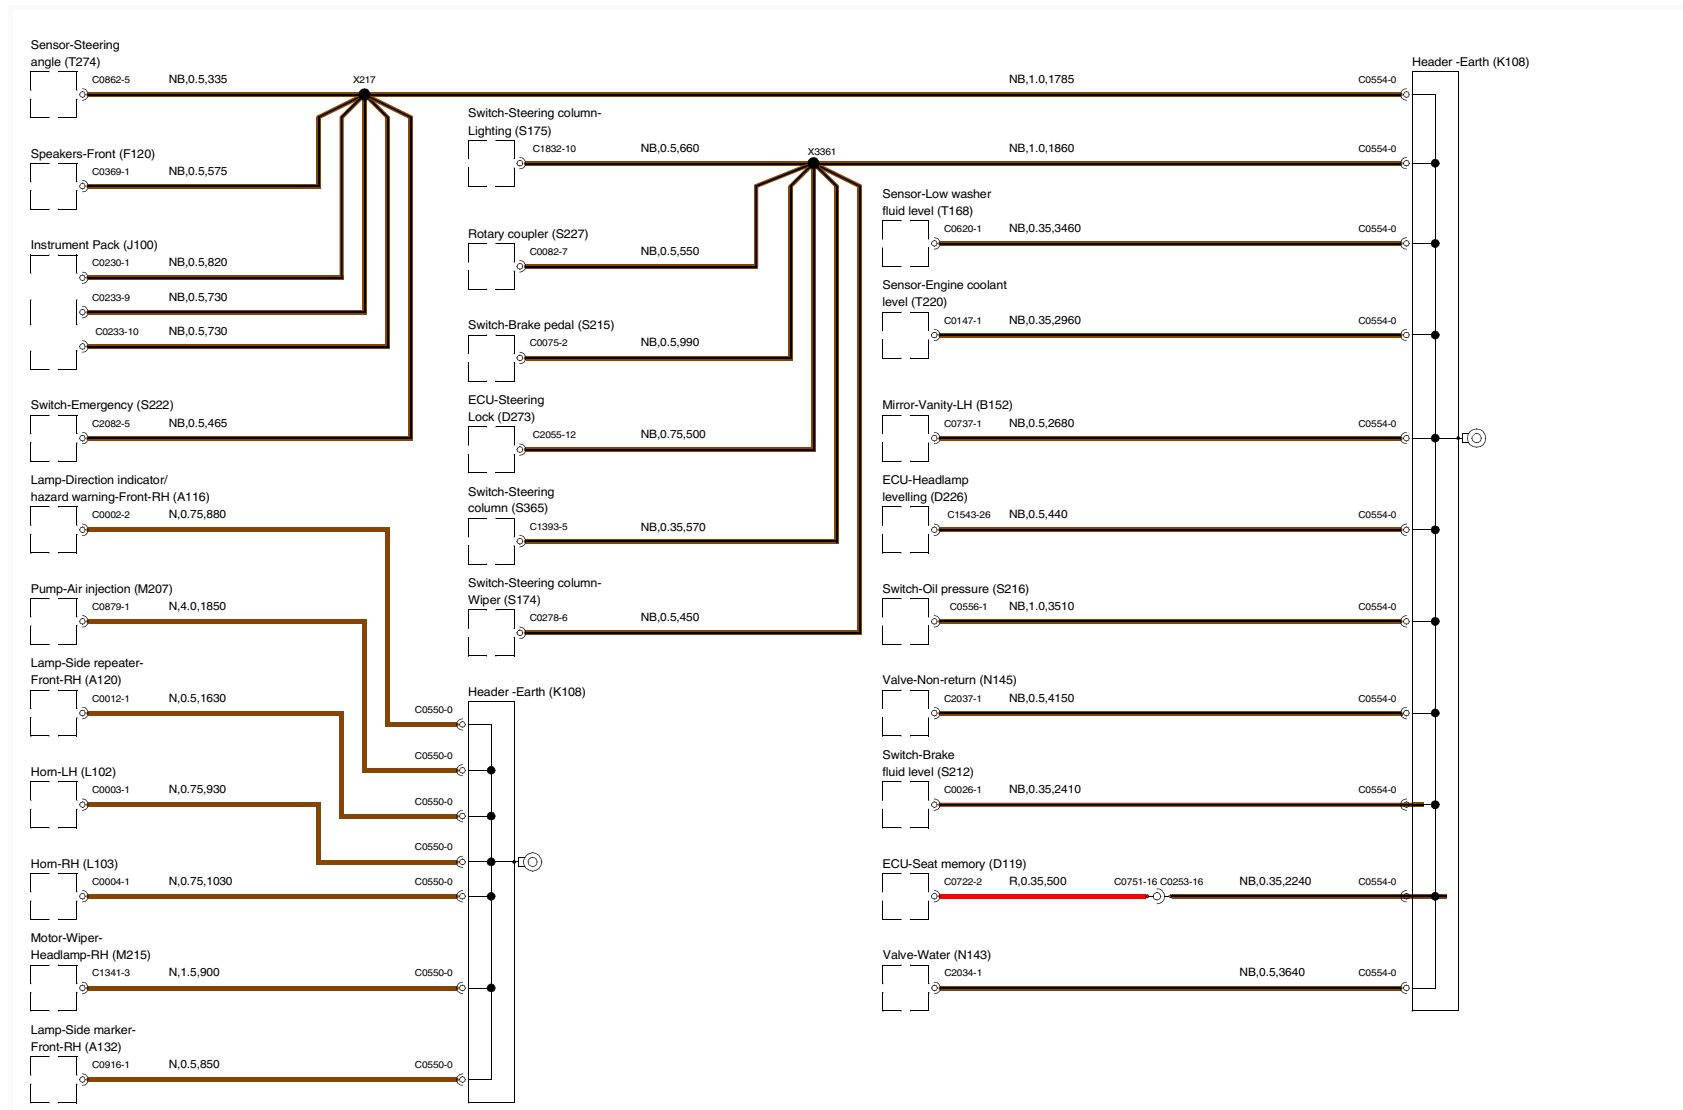 Sensor-Steering
angle (T274)
C0862-5
NB,0.5,335
X217
NB,1.0,1785
C0554-0
Header -Earth (K108)
Speakers-Front (F120)
C0369-1
NB,0.5,575
Instrument Pack (J100)
C0230-1
NB,0.5,820
C0233-9
NB,0.5,730
C0233-10
NB,0.5,730
Switch-Emergency (S222)
C2082-5
NB,0.5,465
Lamp-Direction indicator/
hazard warning-Front-RH (A116)
C0002-2
N,0.75,880
Pump-Air injection (M207)
C0879-1
N,4.0,1850
Lamp-Side repeater-
Front-RH (A120)
C0012-1
N,0.5,1630
Horn-LH (L102)
C0003-1
N,0.75,930
Horn-RH (L103)
C0004-1
N,0.75,1030
Motor-Wiper-
Headlamp-RH (M215)
C1341-3
N,1.5,900
Lamp-Side marker-
Front-RH (A132)
C0916-1
N,0.5,850
Header -Earth (K108)
C0550-0
C0550-0
C0550-0
C0550-0
C0550-0
C0550-0
C0550-0
Switch-Steering column-
Lighting (S175)
C1832-10
NB,0.5,660
X3361
NB,1.0,1860
C0554-0
Rotary coupler (S227)
C0082-7
NB,0.5,550
Switch-Brake pedal (S215)
C0075-2
NB,0.5,990
ECU-Steering
Lock (D273)
C2055-12
NB,0.75,500
Switch-Steering
column (S365)
C1393-5
NB,0.35,570
Switch-Steering column-
Wiper (S174)
C0278-6
NB,0.5,450
Sensor-Low washer
fluid level (T168)
C0620-1
NB,0.35,3460
C0554-0
Sensor-Engine coolant
level (T220)
C0147-1
NB,0.35,2960
C0554-0
Mirror-Vanity-LH (B152)
C0737-1
NB,0.5,2680
C0554-0
ECU-Headlamp
levelling (D226)
C1543-26
NB,0.5,440
C0554-0
Switch-Oil pressure (S216)
C0556-1
NB,1.0,3510
C0554-0
Valve-Non-return (N145)
C2037-1
NB,0.5,4150
C0554-0
Switch-Brake
fluid level (S212)
C0026-1
NB,0.35,2410
C0554-0
ECU-Seat memory (D119)
C0722-2
R,0.35,500
C0751-16 C0253-16
NB,0.35,2240
C0554-0
Valve-Water (N143)
C2034-1
NB,0.5,3640
C0554-0